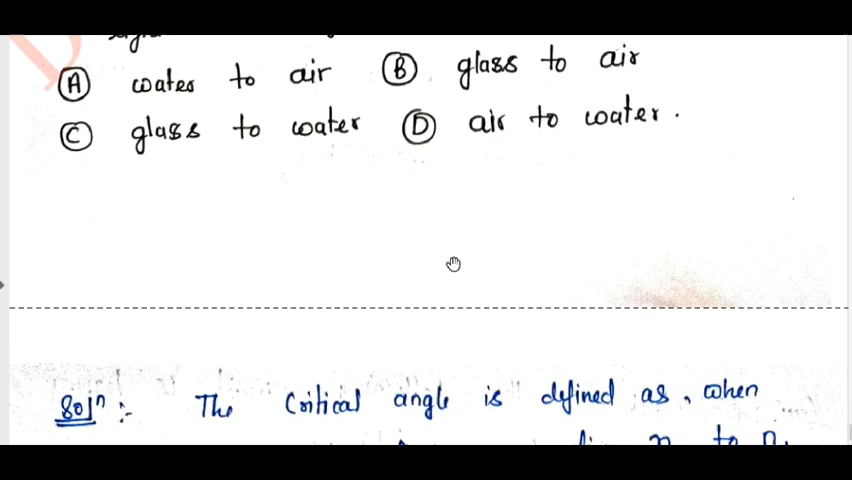 Ⓐ water to air Ⓑ glass to air
Ⓒ glass to water Ⓓ air to water.
Solⁿ :- The Critical angle is defined as, when
to